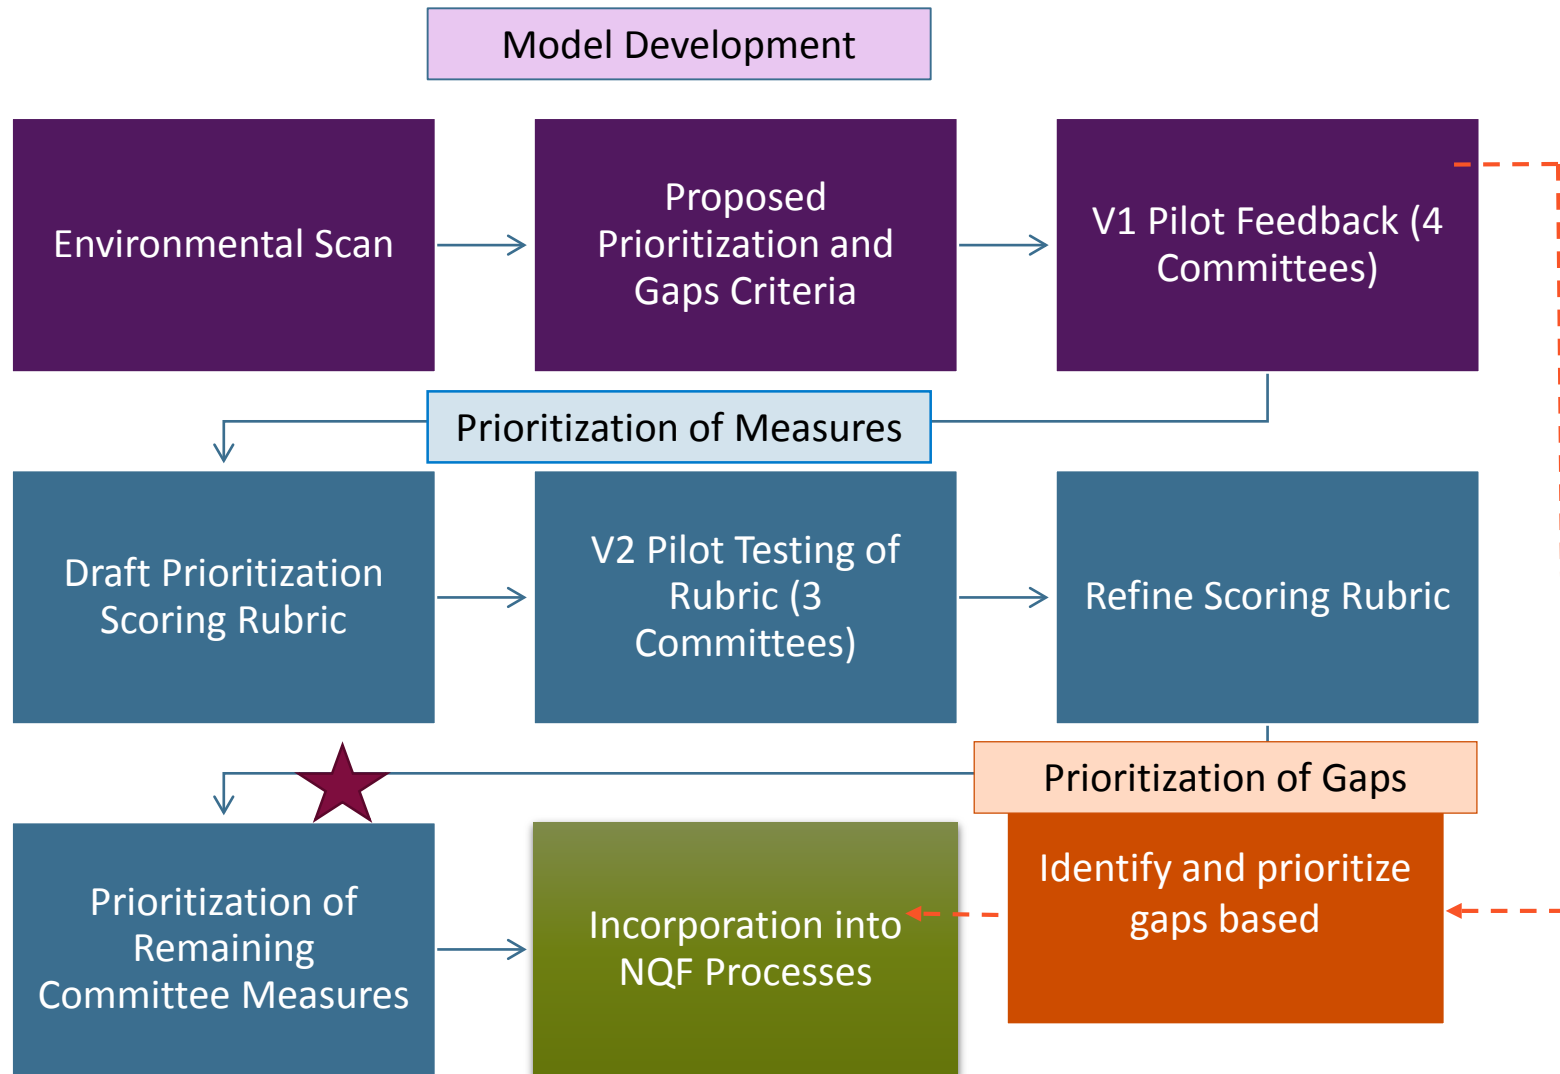 Model Development
Environmental Scan
Proposed
Prioritization and
Gaps Criteria
V1 Pilot Feedback (4
Committees)
Prioritization of Measures
Draft Prioritization
Scoring Rubric
V2 Pilot Testing of
Rubric (3
Committees)
Refine Scoring Rubric
Prioritization of Gaps
Prioritization of
Remaining
Committee Measures
Incorporation into
NQF Processes
Identify and prioritize
gaps based